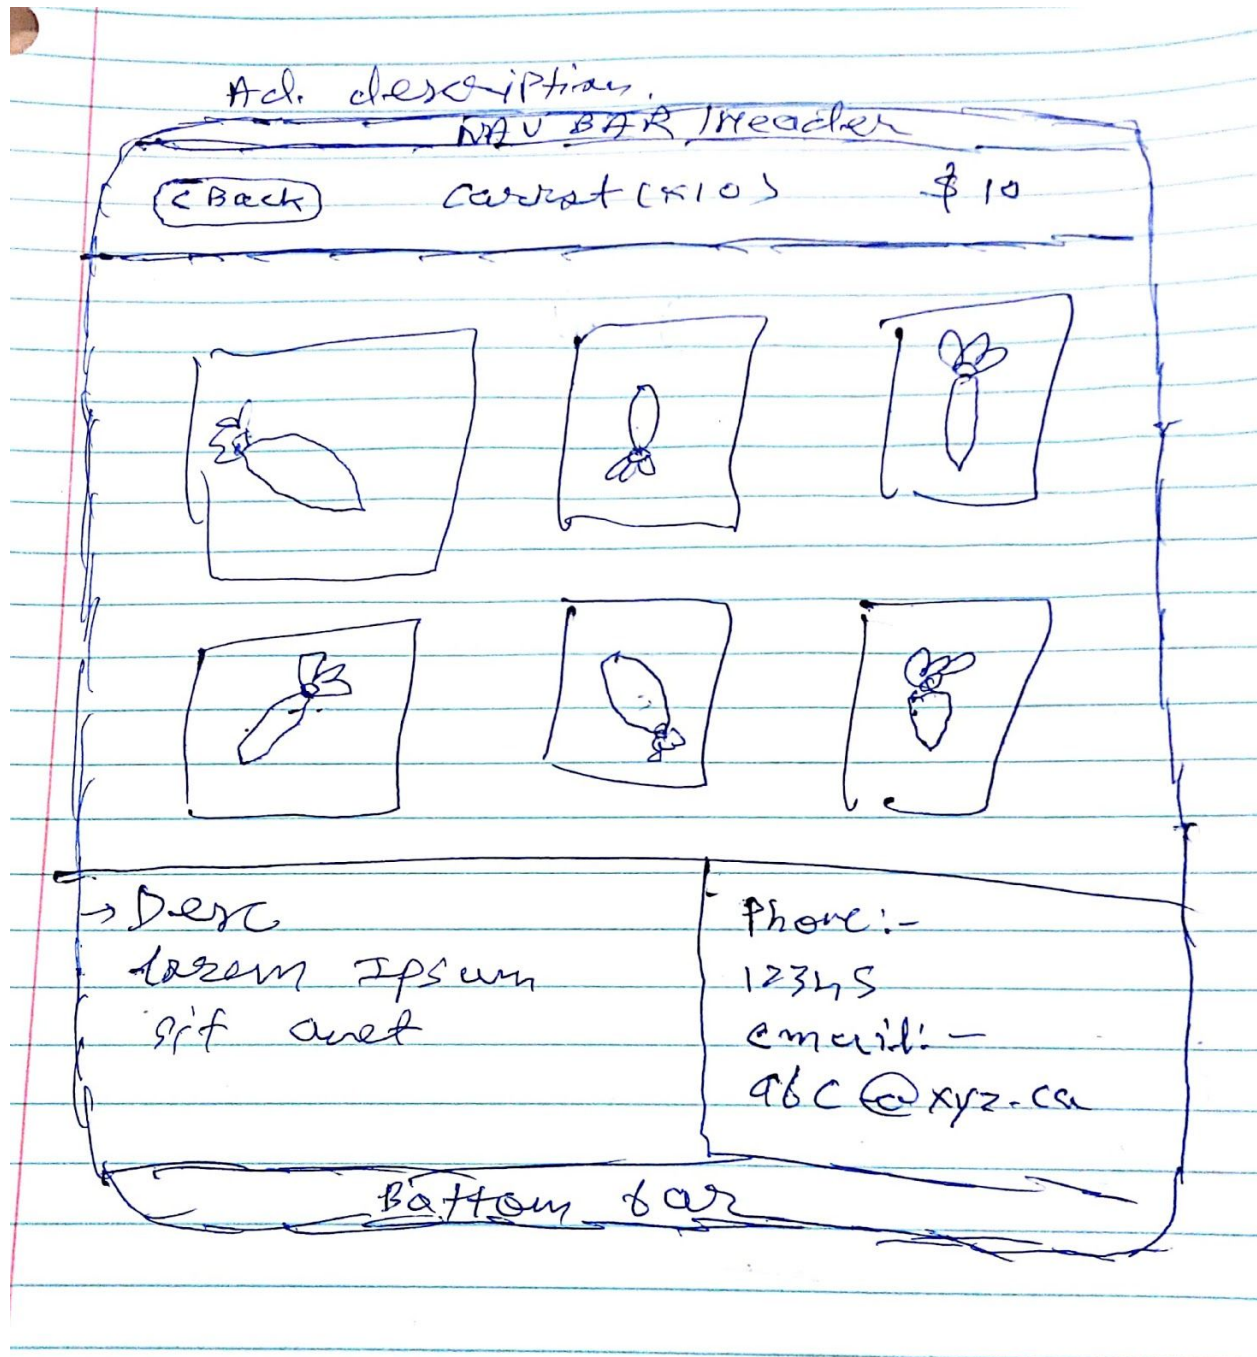 Ad. description.
NAV BAR / Header
< Back Carrot (x10) $ 10
→ Desc
lorem Ipsum
sit amet
Phone:-
12345
email:-
abc@xyz.ca
Bottom bar